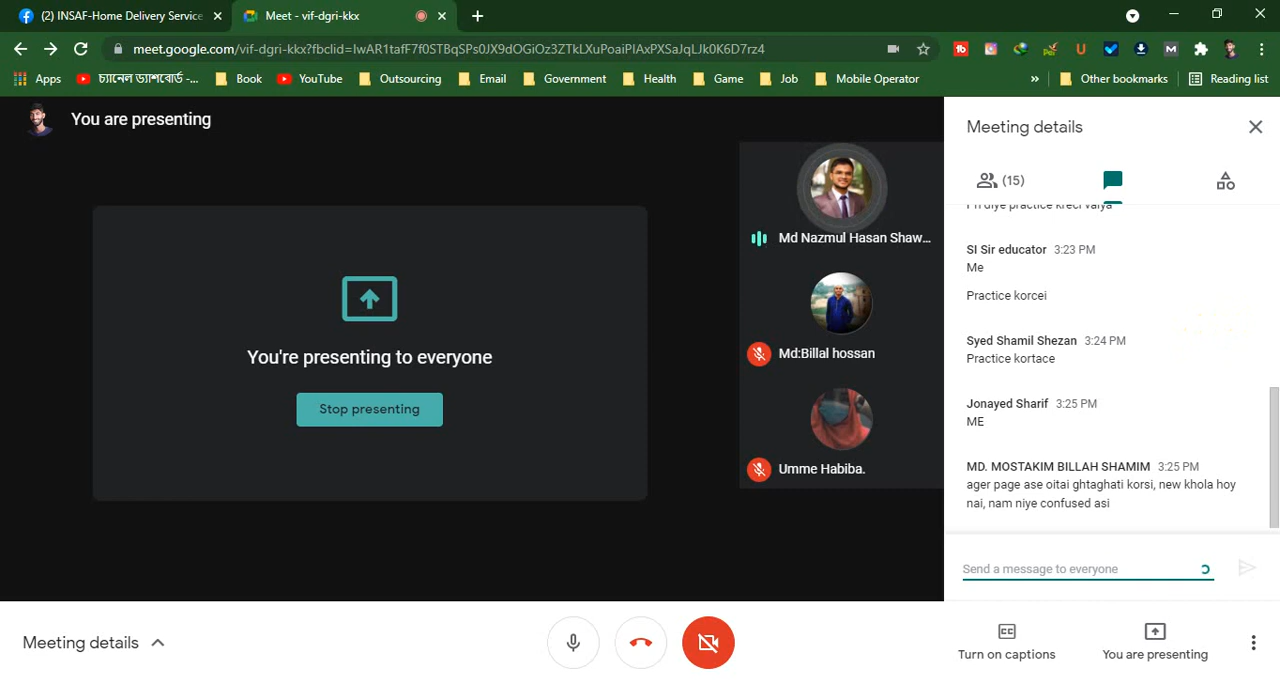 (2) INSAF-Home Delivery Service
Meet - vif-dgri-kkx
meet.google.com/vif-dgri-kkx?fbclid=IwAR1tafF7f0STBqSPs0JX9dOGiOz3ZTkLXuPoaiPIAxPXSaJqLJk0K6D7rz4
Apps
চ্যানেল ড্যাশবোর্ড -...
Book
YouTube
Outsourcing
Email
Government
Health
Game
Job
Mobile Operator
»
Other bookmarks
Reading list
You are presenting
You're presenting to everyone
Stop presenting
Md Nazmul Hasan Shaw...
Md:Billal hossan
Umme Habiba.
Meeting details
(15)
diye practice kreci vaiya
SI Sir educator 3:23 PM
Me
Practice korcei
Syed Shamil Shezan 3:24 PM
Practice kortace
Jonayed Sharif 3:25 PM
ME
MD. MOSTAKIM BILLAH SHAMIM 3:25 PM
ager page ase oitai ghtaghati korsi, new khola hoy
nai, nam niye confused asi
Send a message to everyone
Meeting details
CC
Turn on captions
You are presenting